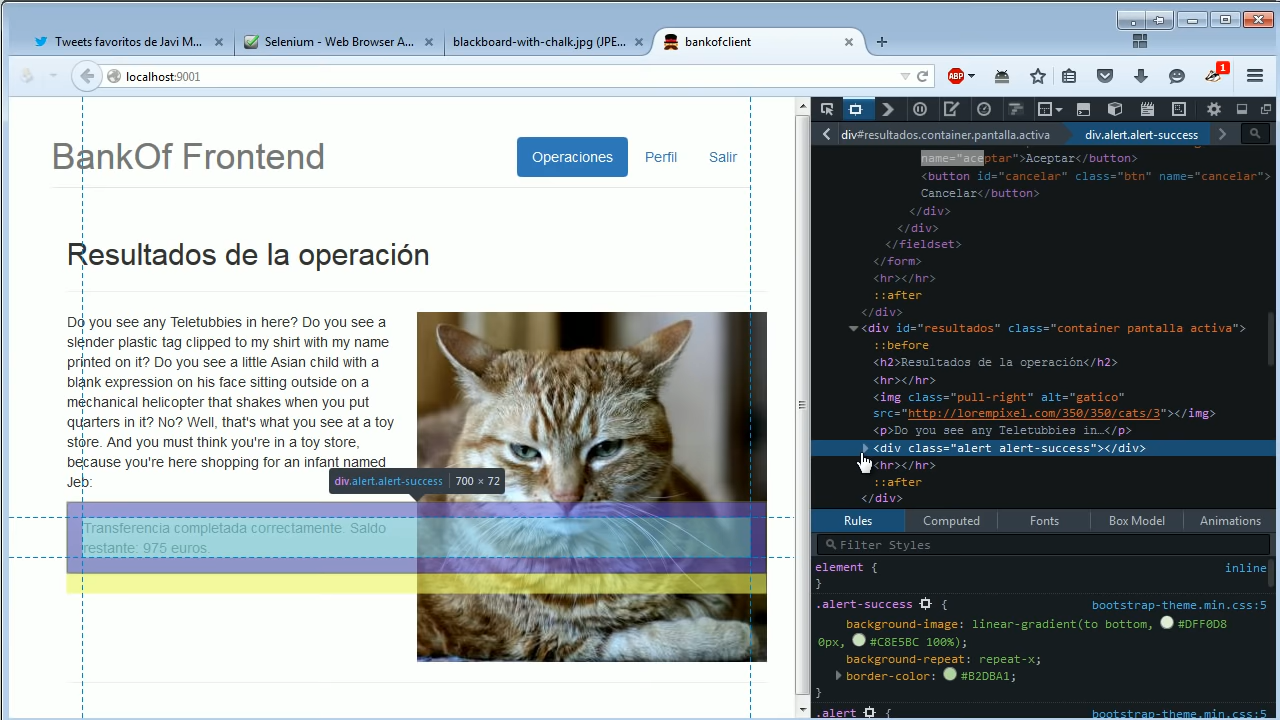 Tweets favoritos de Javi M...
Selenium - Web Browser
blackboard-with-chalk.jpg (JPE...
bankofclient
localhost:9001
ABP
1
BankOf Frontend
Operaciones
Perfil
Salir
Resultados de la operación
Do you see any Teletubbies in here? Do you see a
slender plastic tag clipped to my shirt with my name
printed on it? Do you see a little Asian child with a
blank expression on his face sitting outside on a
mechanical helicopter that shakes when you put
quarters in it? No? Well, that's what you see at a toy
store. And you must think you're in a toy store,
because you're here shopping for an infant named
Jeb:
div.alert.alert-success 700 × 72
Transferencia completada correctamente. Saldo
restante: 975 euros.
div#resultados.container.pantalla.activa
div.alert.alert-success
name="aceptar">Aceptar</button>
<button id="cancelar" class="btn" name="cancelar">
Cancelar</button>
</div>
</div>
</fieldset>
</form>
<hr></hr>
::after
</div>
<div id="resultados" class="container pantalla activa">
::before
<h2>Resultados de la operación</h2>
<hr></hr>
<img class="pull-right" alt="gatico"
src="http://lorempixel.com/350/350/cats/3"></img>
<p>Do you see any Teletubbies in…</p>
<div class="alert alert-success"></div>
<hr></hr>
::after
</div>
Rules
Computed
Fonts
Box Model
Animations
Filter Styles
element {
inline
}
.alert-success {
bootstrap-theme.min.css:5
background-image: linear-gradient(to bottom, #DFF0D8
0px, #C8E5BC 100%);
background-repeat: repeat-x;
border-color: #B2DBA1;
}
.alert {
bootstrap-theme.min.css:5